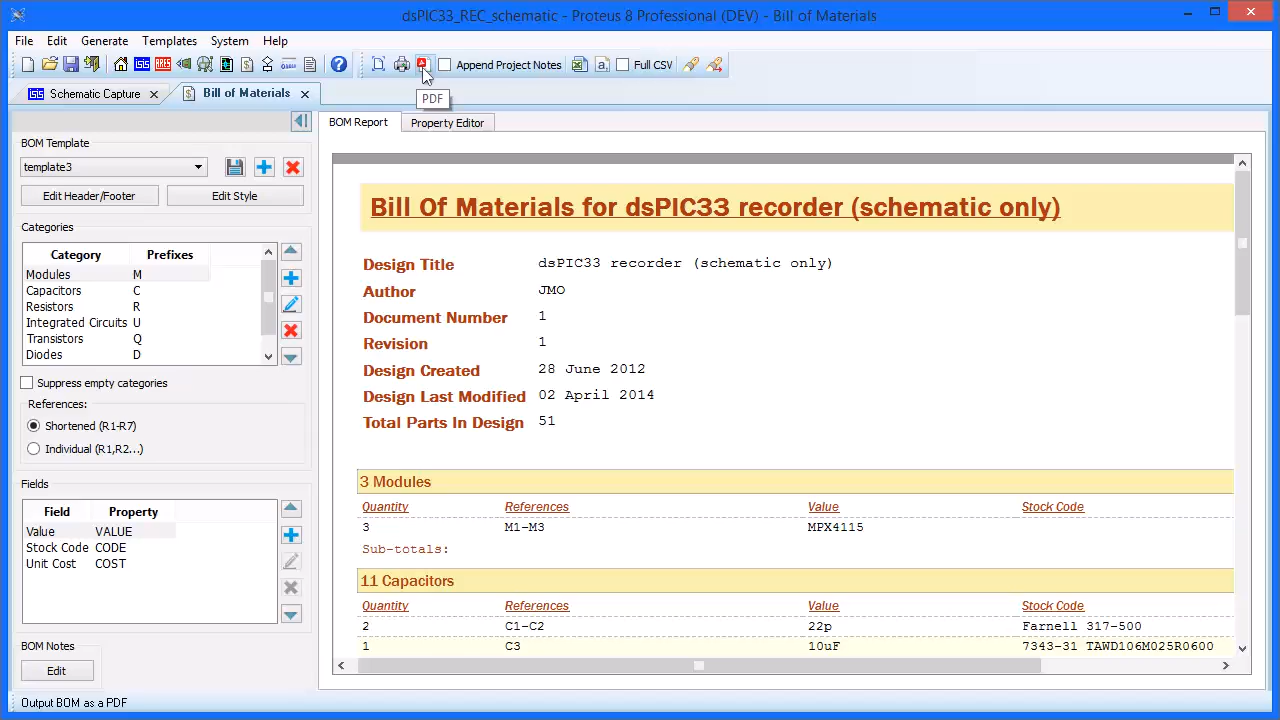 dsPIC33_REC_schematic - Proteus 8 Professional (DEV) - Bill of Materials
File Edit Generate Templates System Help
Append Project Notes Full CSV
PDF
Schematic Capture Bill of Materials
BOM Template
template3
Edit Header/Footer Edit Style
Categories
Category Prefixes
Modules M
Capacitors C
Resistors R
Integrated Circuits U
Transistors Q
Diodes D
Suppress empty categories
References:
Shortened (R1-R7)
Individual (R1,R2...)
Fields
Field Property
Value VALUE
Stock Code CODE
Unit Cost COST
BOM Notes
Edit
BOM Report Property Editor
Bill Of Materials for dsPIC33 recorder (schematic only)
Design Title dsPIC33 recorder (schematic only)
Author JMO
Document Number 1
Revision 1
Design Created 28 June 2012
Design Last Modified 02 April 2014
Total Parts In Design 51
3 Modules
Quantity References Value Stock Code
3 M1-M3 MPX4115
Sub-totals:
11 Capacitors
Quantity References Value Stock Code
2 C1-C2 22p Farnell 317-500
1 C3 10uF 7343-31 TAWD106M025R0600
Output BOM as a PDF